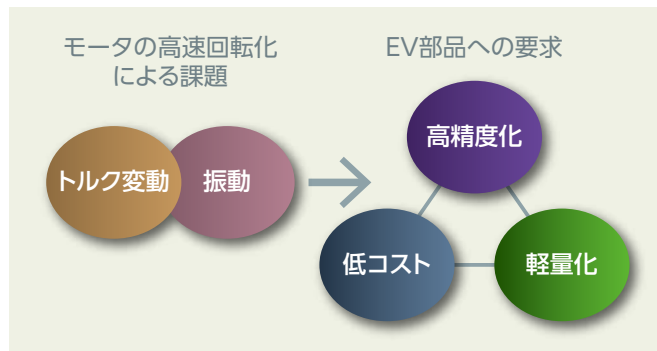 モータの高速回転化
による課題
EV部品への要求
トルク変動
振動
高精度化
低コスト
軽量化